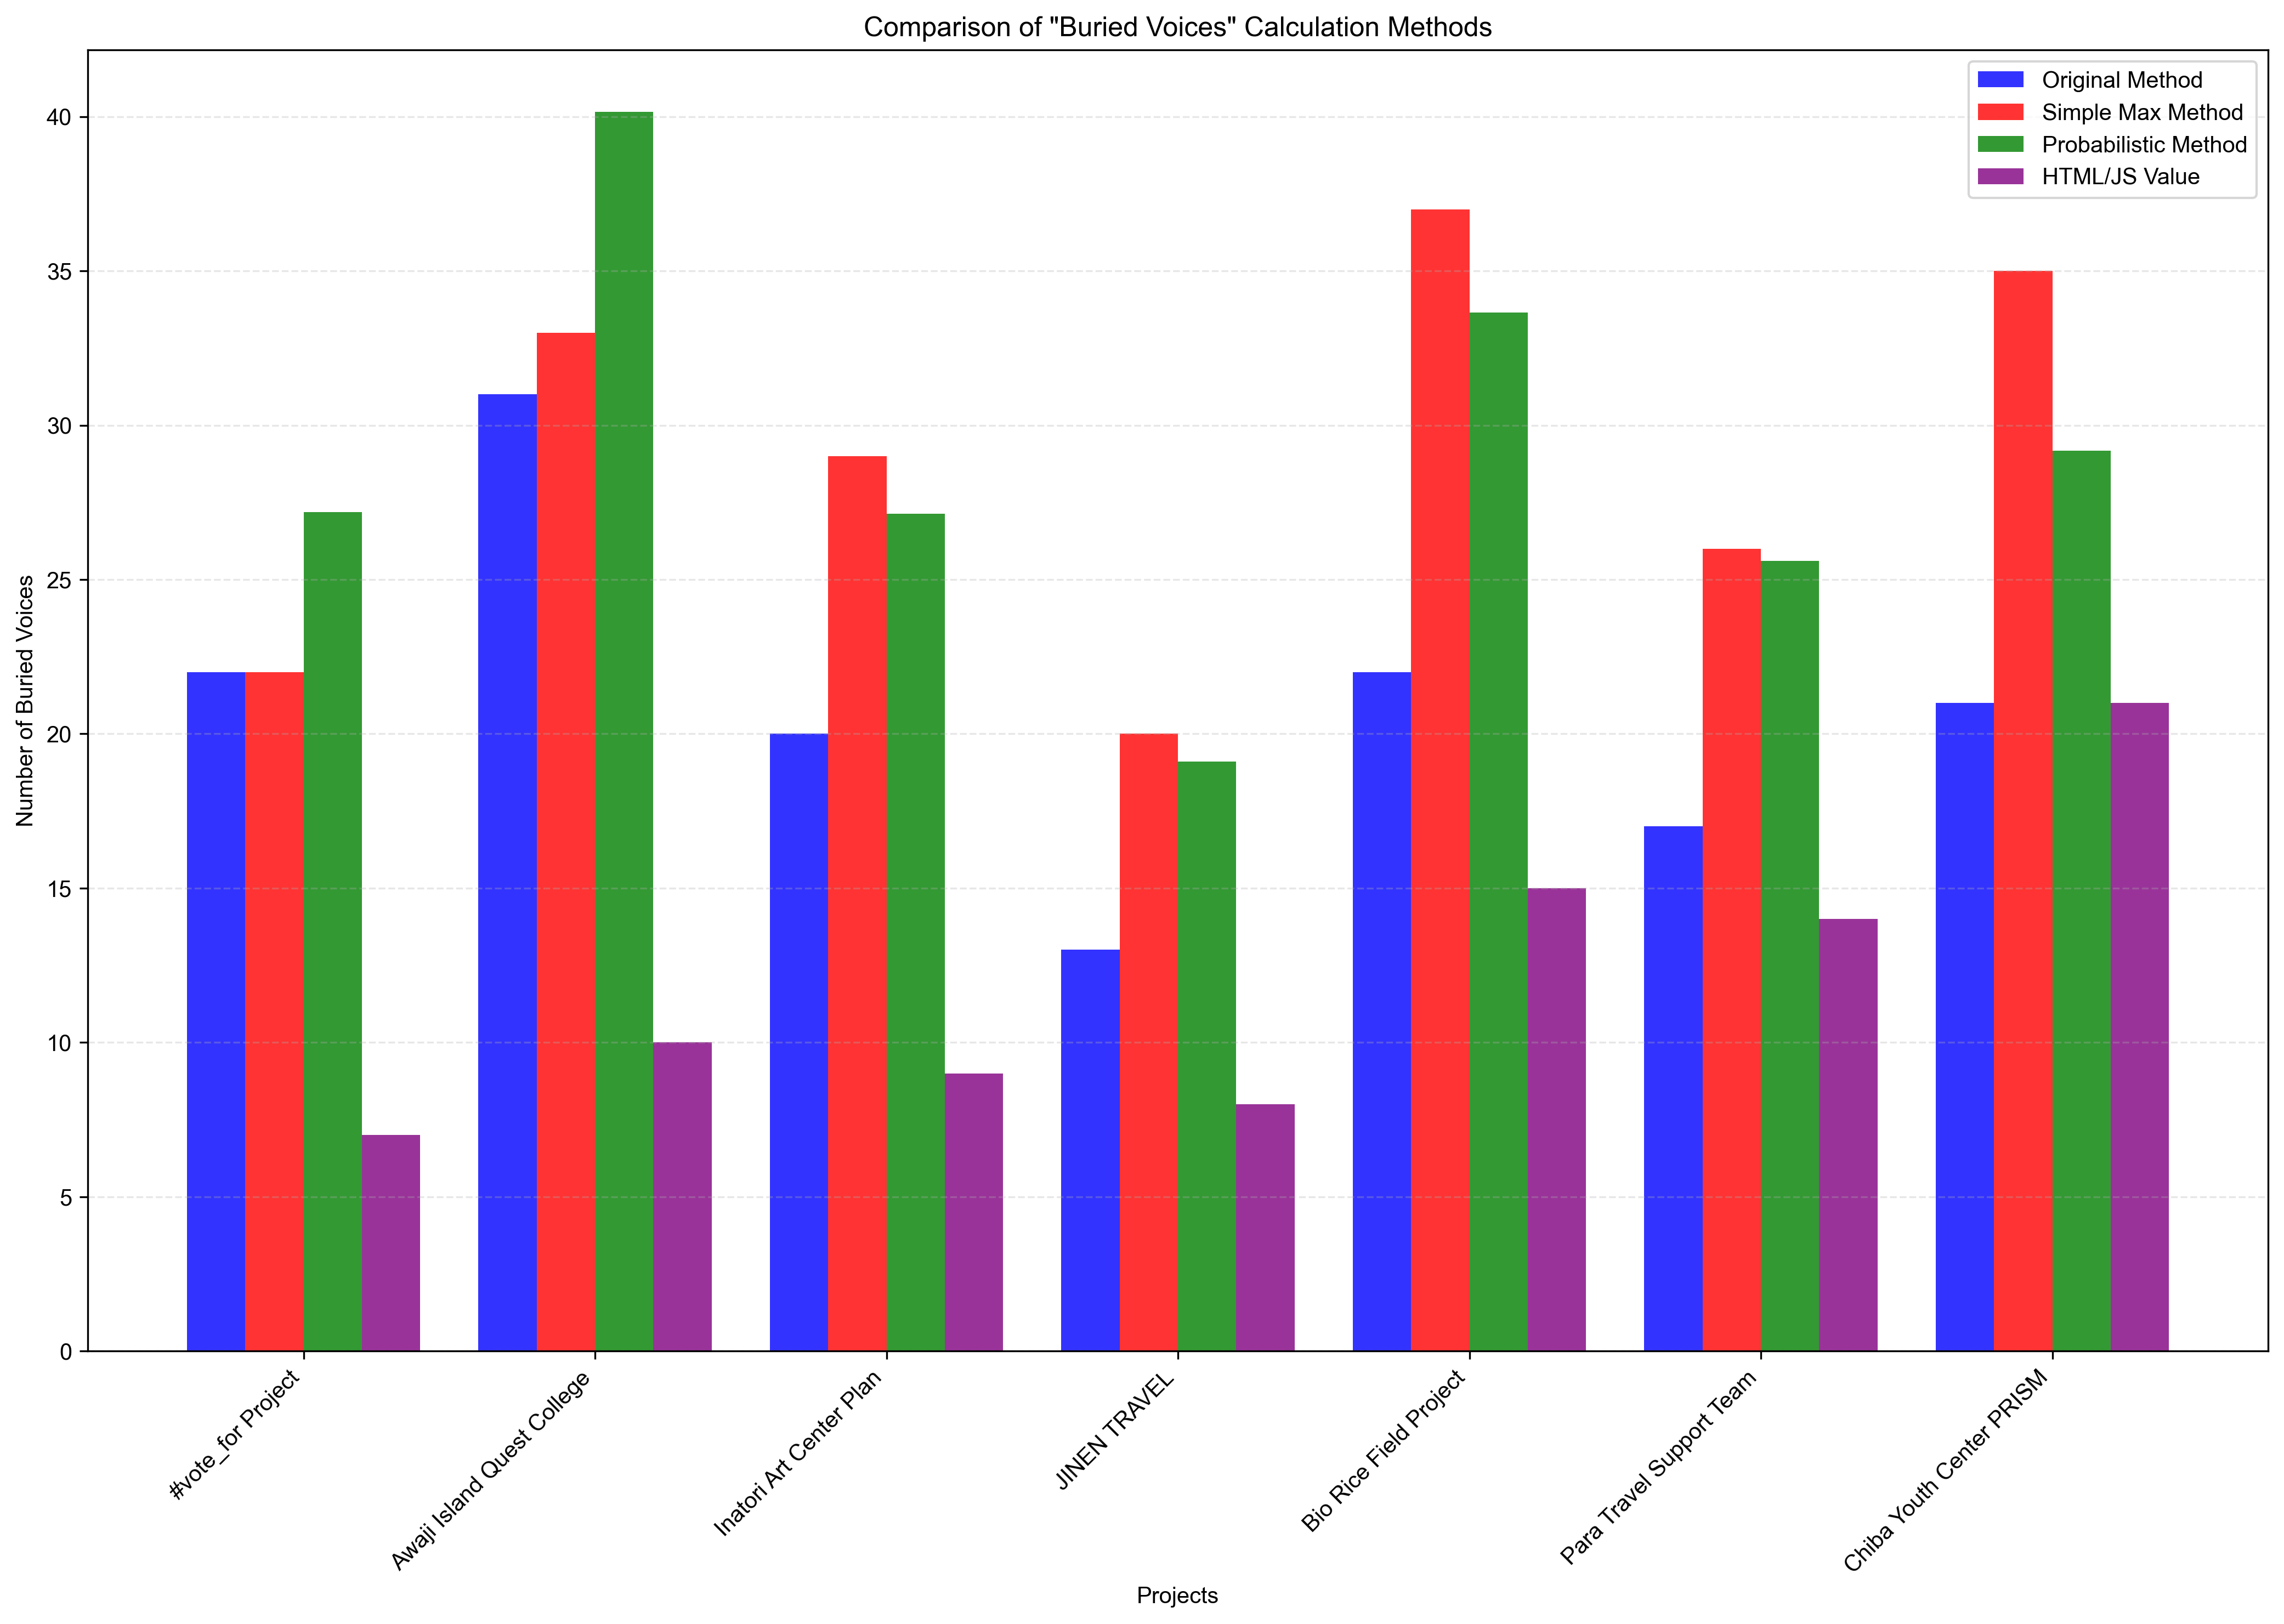 Comparison of "Buried Voices" Calculation Methods
Original Method
Simple Max Method
Probabilistic Method
HTML/JS Value
Number of Buried Voices
40
35
30
25
20
15
10
5
0
#vote_for Project
Awaji Island Quest College
Inatori Art Center Plan
JINEN TRAVEL
Bio Rice Field Project
Para Travel Support Team
Chiba Youth Center PRISM
Projects